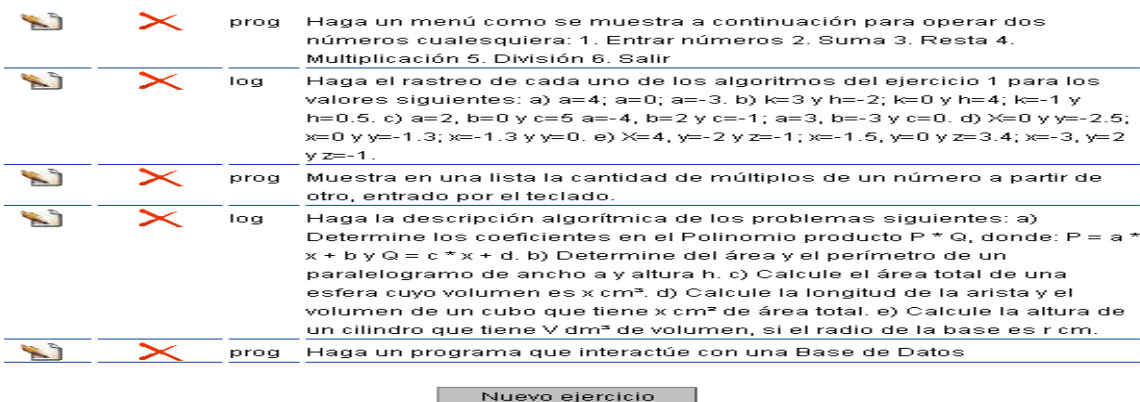 prog Haga un menú como se muestra a continuación para operar dos
números cualesquiera: 1. Entrar números 2. Suma 3. Resta 4.
Multiplicación 5. División 6. Salir
log Haga el rastreo de cada uno de los algoritmos del ejercicio 1 para los
valores siguientes: a) a=4; a=0; a=-3. b) k=3 y h=-2; k=0 y h=4; k=-1 y
h=0.5. c) a=2, b=0 y c=5 a=-4, b=2 y c=-1; a=3, b=-3 y c=0. d) X=0 y y=-2.5;
x=0 y y=-1.3; x=-1.3 y y=0. e) X=4, y=-2 y z=-1; x=-1.5, y=0 y z=3.4; x=-3, y=2
y z=-1.
prog Muestra en una lista la cantidad de múltiplos de un número a partir de
otro, entrado por el teclado.
log Haga la descripción algorítmica de los problemas siguientes: a)
Determine los coeficientes en el Polinomio producto P * Q, donde: P = a *
x + b y Q = c * x + d. b) Determine del área y el perímetro de un
paralelogramo de ancho a y altura h. c) Calcule el área total de una
esfera cuyo volumen es x cm³. d) Calcule la longitud de la arista y el
volumen de un cubo que tiene x cm² de área total. e) Calcule la altura de
un cilindro que tiene V dm³ de volumen, si el radio de la base es r cm.
prog Haga un programa que interactúe con una Base de Datos
Nuevo ejercicio